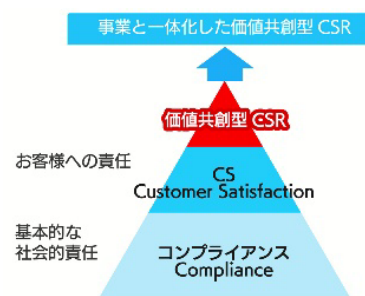 事業と一体化した価値共創型 CSR
価値共創型 CSR
お客様への責任
CS
Customer Satisfaction
基本的な
社会的責任
コンプライアンス
Compliance